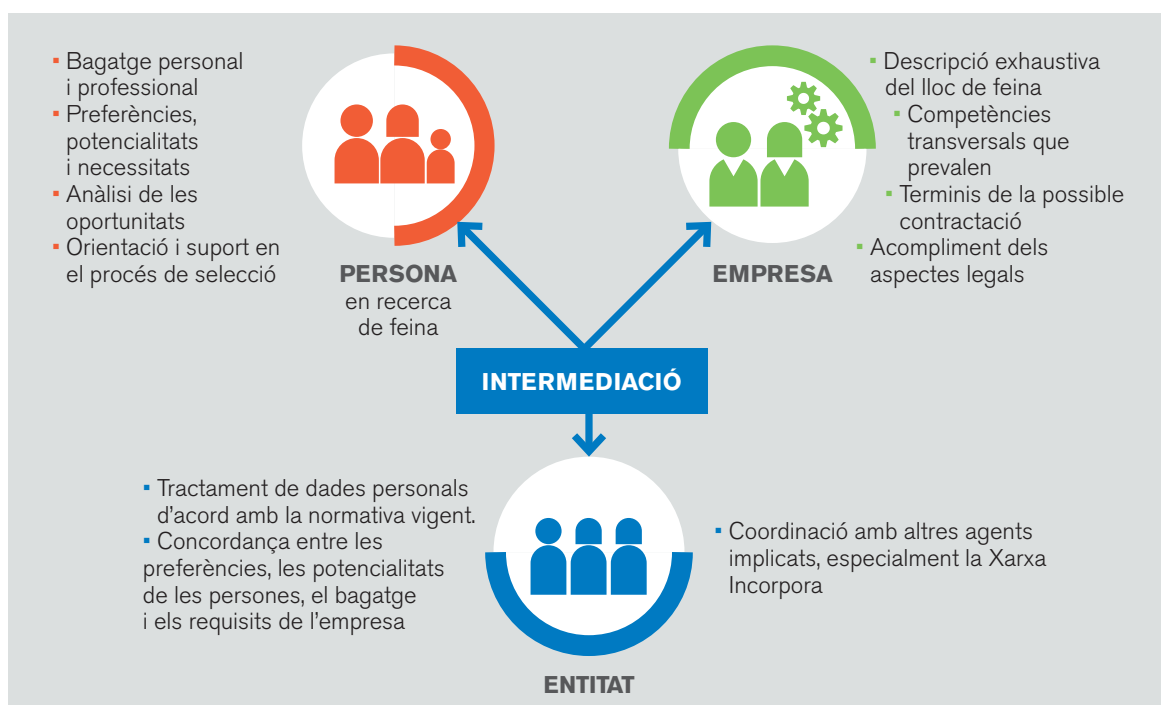 ▪ Bagatge personal
i professional
▪ Preferències,
potencialitats
i necessitats
▪ Anàlisi de les
oportunitats
▪ Orientació i suport en
el procés de selecció
PERSONA
en recerca
de feina
▪ Descripció exhaustiva
del lloc de feina
▪ Competències
transversals que
prevalen
▪ Terminis de la possible
contractació
▪ Acompliment dels
aspectes legals
EMPRESA
INTERMEDIACIÓ
▪ Tractament de dades personals
d’acord amb la normativa vigent.
▪ Concordança entre les
preferències, les potencialitats
de les persones, el bagatge
i els requisits de l’empresa
▪ Coordinació amb altres agents
implicats, especialment la Xarxa
Incorpora
ENTITAT